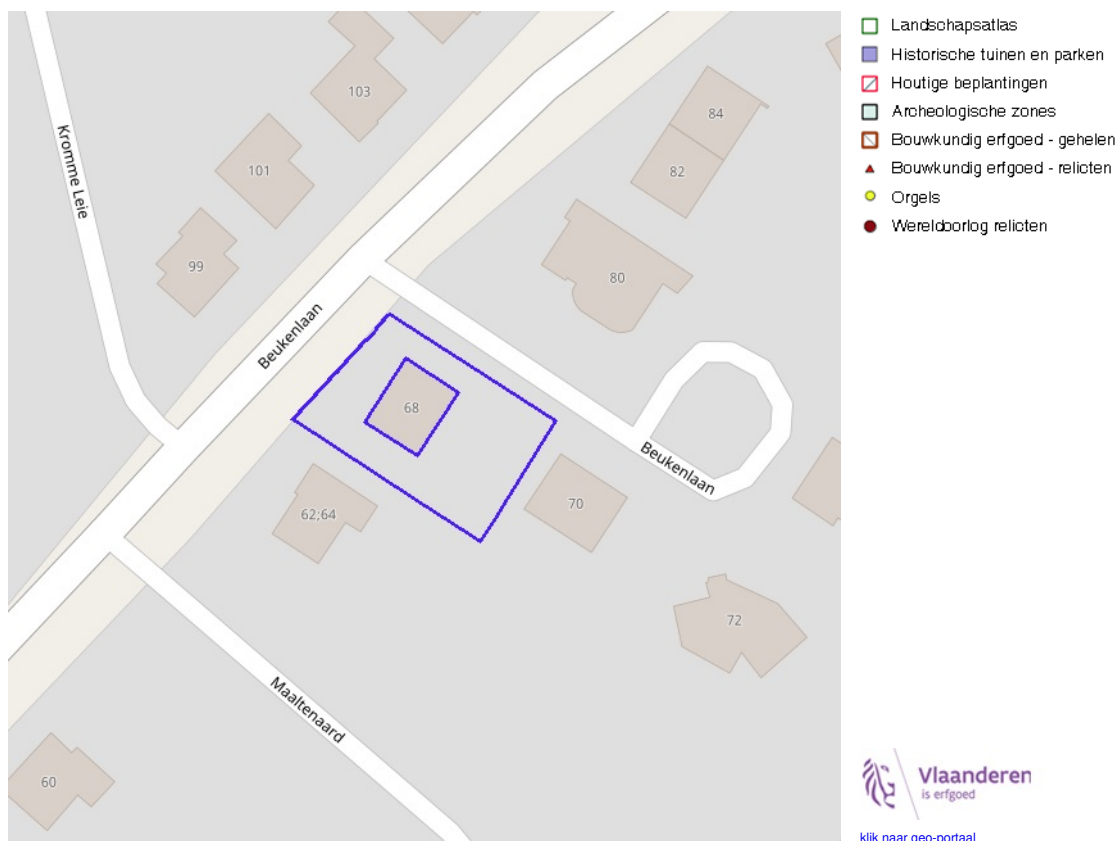 103
84
Kromme Leie
101
82
99
80
Beukenlaan
68
Beukenlaan
62;64
70
72
Maaltenaard
60
Landschapsatlas
Historische tuinen en parken
Houtige beplantingen
Archeologische zones
Bouwkundig erfgoed - gehelen
Bouwkundig erfgoed - relicten
Orgels
Wereldoorlog relicten
Vlaanderen
is erfgoed
klik naar geo-portaal